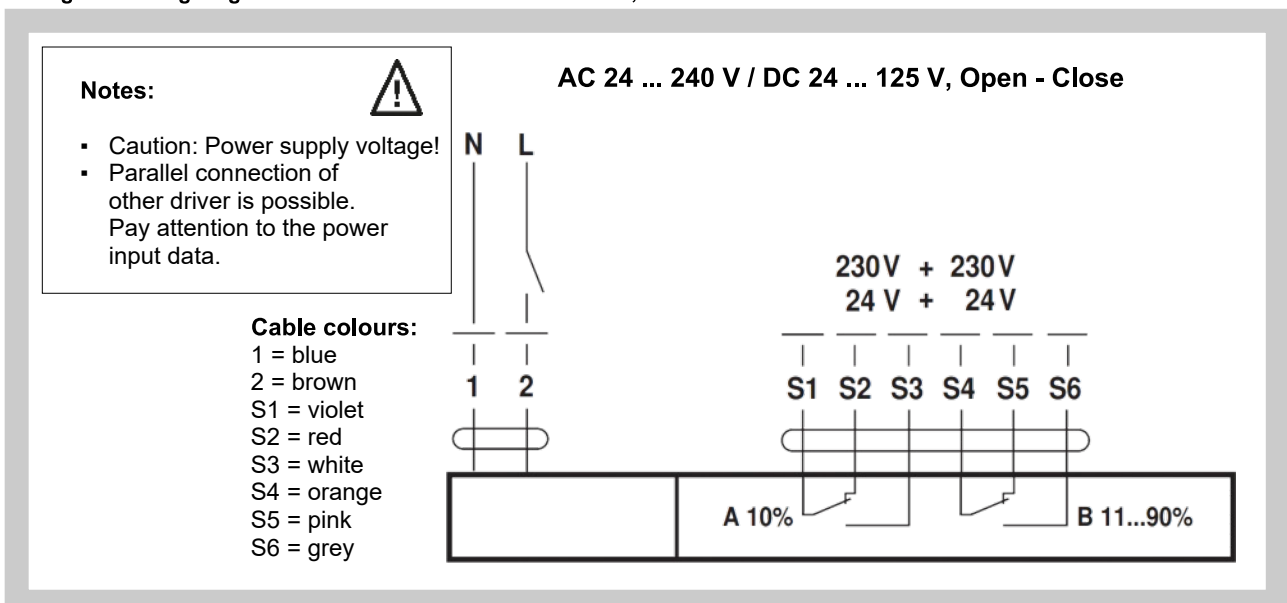 Notes:
▪ Caution: Power supply voltage!
▪ Parallel connection of
other driver is possible.
Pay attention to the power
input data.
AC 24 ... 240 V / DC 24 ... 125 V, Open - Close
N L
230 V + 230 V
24 V + 24 V
Cable colours:
1 = blue
2 = brown
S1 = violet
S2 = red
S3 = white
S4 = orange
S5 = pink
S6 = grey
1 2
S1 S2 S3 S4 S5 S6
A 10%
B 11...90%